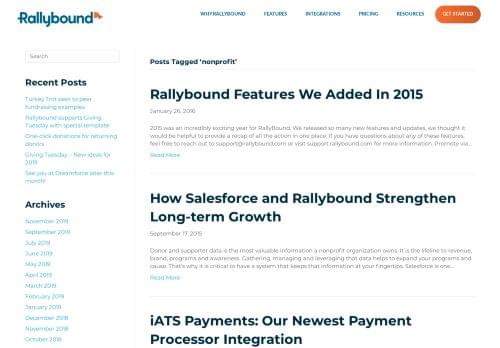 Rallybound
WHY RALLYBOUND FEATURES INTEGRATIONS PRICING RESOURCES GET STARTED
Search
Recent Posts
Turkey Trot peer to peer
fundraising examples
Rallybound supports Giving
Tuesday with special template
One-click donations for returning
donors
Giving Tuesday – New ideas for
2019
See you at Dreamforce later this
month!
Archives
November 2019
September 2019
July 2019
June 2019
May 2019
April 2019
March 2019
February 2019
January 2019
December 2018
November 2018
October 2018
Posts Tagged 'nonprofit'
Rallybound Features We Added In 2015
January 26, 2016
2015 was an incredibly exciting year for RallyBound. We released so many new features and updates, we thought it
would be helpful to provide a recap of all the action in one place. If you have questions about any of these features,
feel free to reach out to support@rallybound.com or visit support.rallybound.com for more information. Promote via...
Read More
How Salesforce and Rallybound Strengthen
Long-term Growth
September 17, 2015
Donor and supporter data is the most valuable information a nonprofit organization owns. It is the lifeline to revenue,
brand, programs and awareness. Gathering, managing and leveraging that data helps to expand your programs and
cause. That's why it is critical to have a system that keeps that information at your fingertips. Salesforce is one...
Read More
iATS Payments: Our Newest Payment
Processor Integration